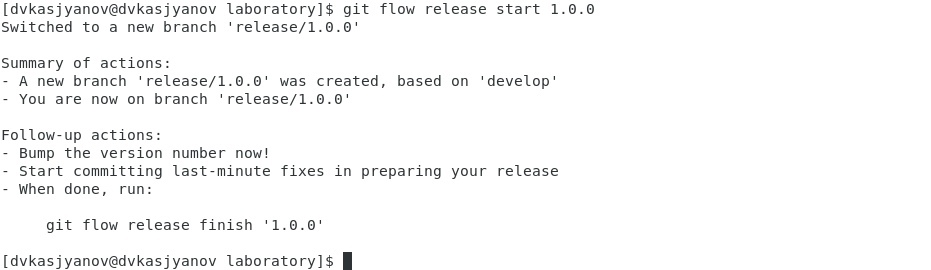 [dvkasjyanov@dvkasjyanov laboratory]$ git flow release start 1.0.0
Switched to a new branch 'release/1.0.0'
Summary of actions:
- A new branch 'release/1.0.0' was created, based on 'develop'
- You are now on branch 'release/1.0.0'
Follow-up actions:
- Bump the version number now!
- Start committing last-minute fixes in preparing your release
- When done, run:
git flow release finish '1.0.0'
[dvkasjyanov@dvkasjyanov laboratory]$